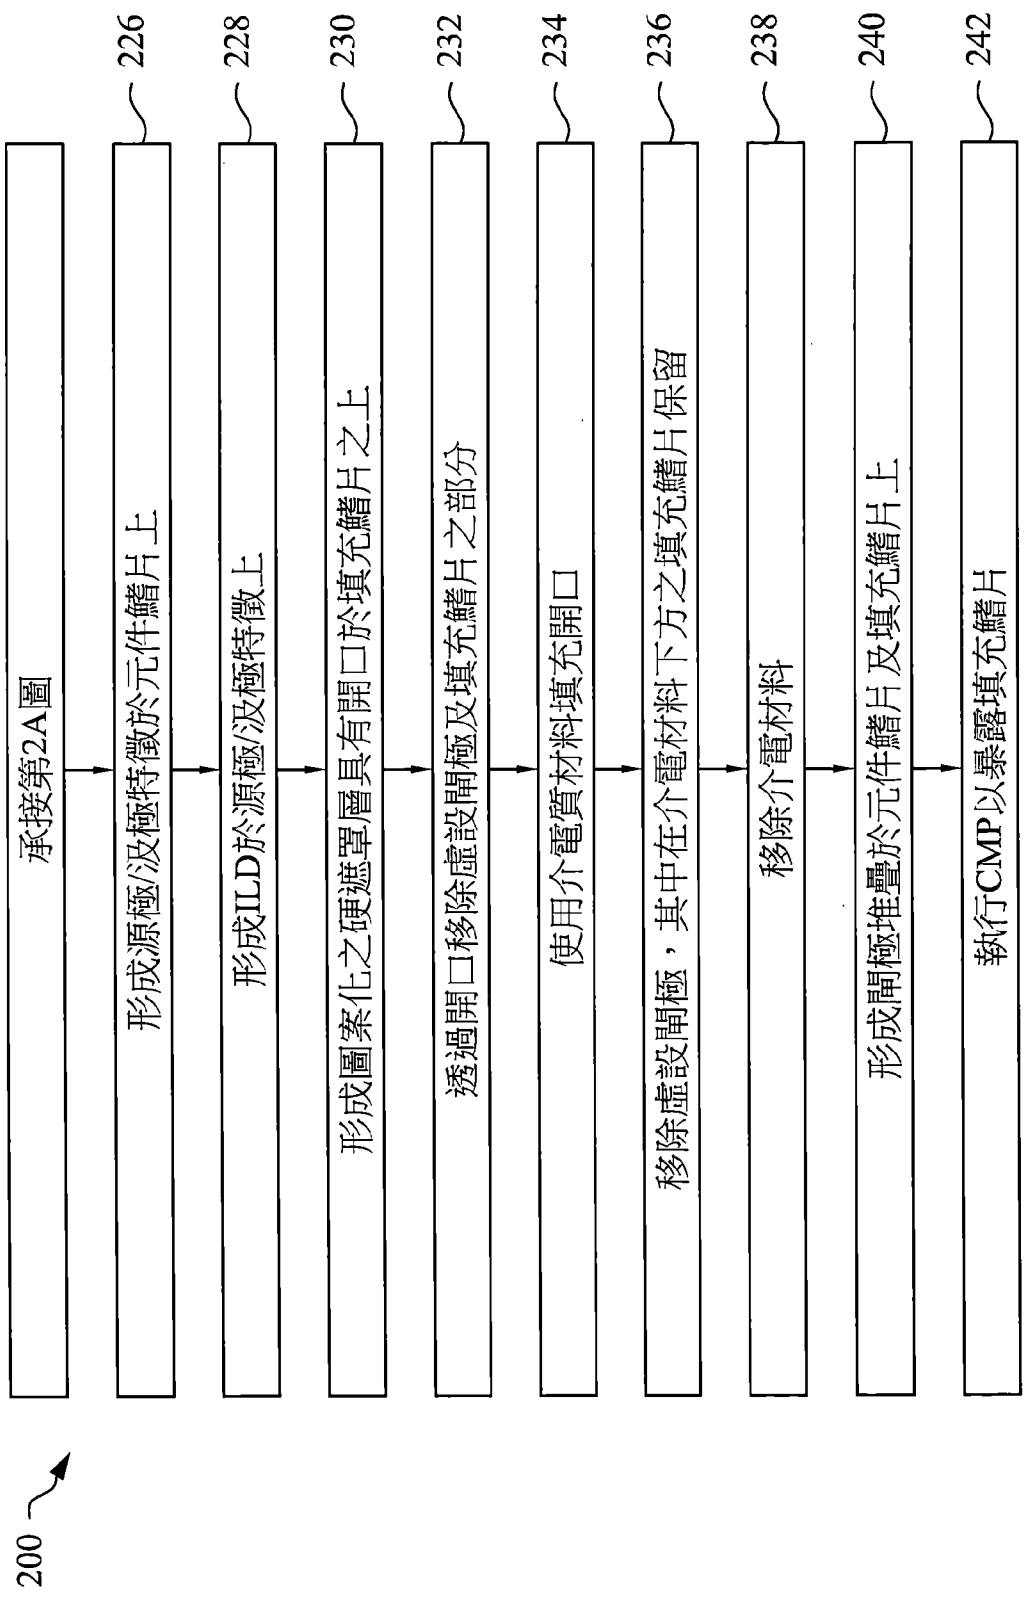 200
承接第2A圖
形成源極/汲極特徵於元件鰭片上
226
形成ILD於源極/汲極特徵上
228
形成圖案化之硬遮罩層具有開口於填充鰭片之上
230
透過開口移除虛設閘極及填充鰭片之部分
232
使用介電質材料填充開口
234
移除虛設閘極，其中在介電材料下方之填充鰭片保留
236
移除介電材料
238
形成閘極堆疊於元件鰭片及填充鰭片上
240
執行CMP以暴露填充鰭片
242